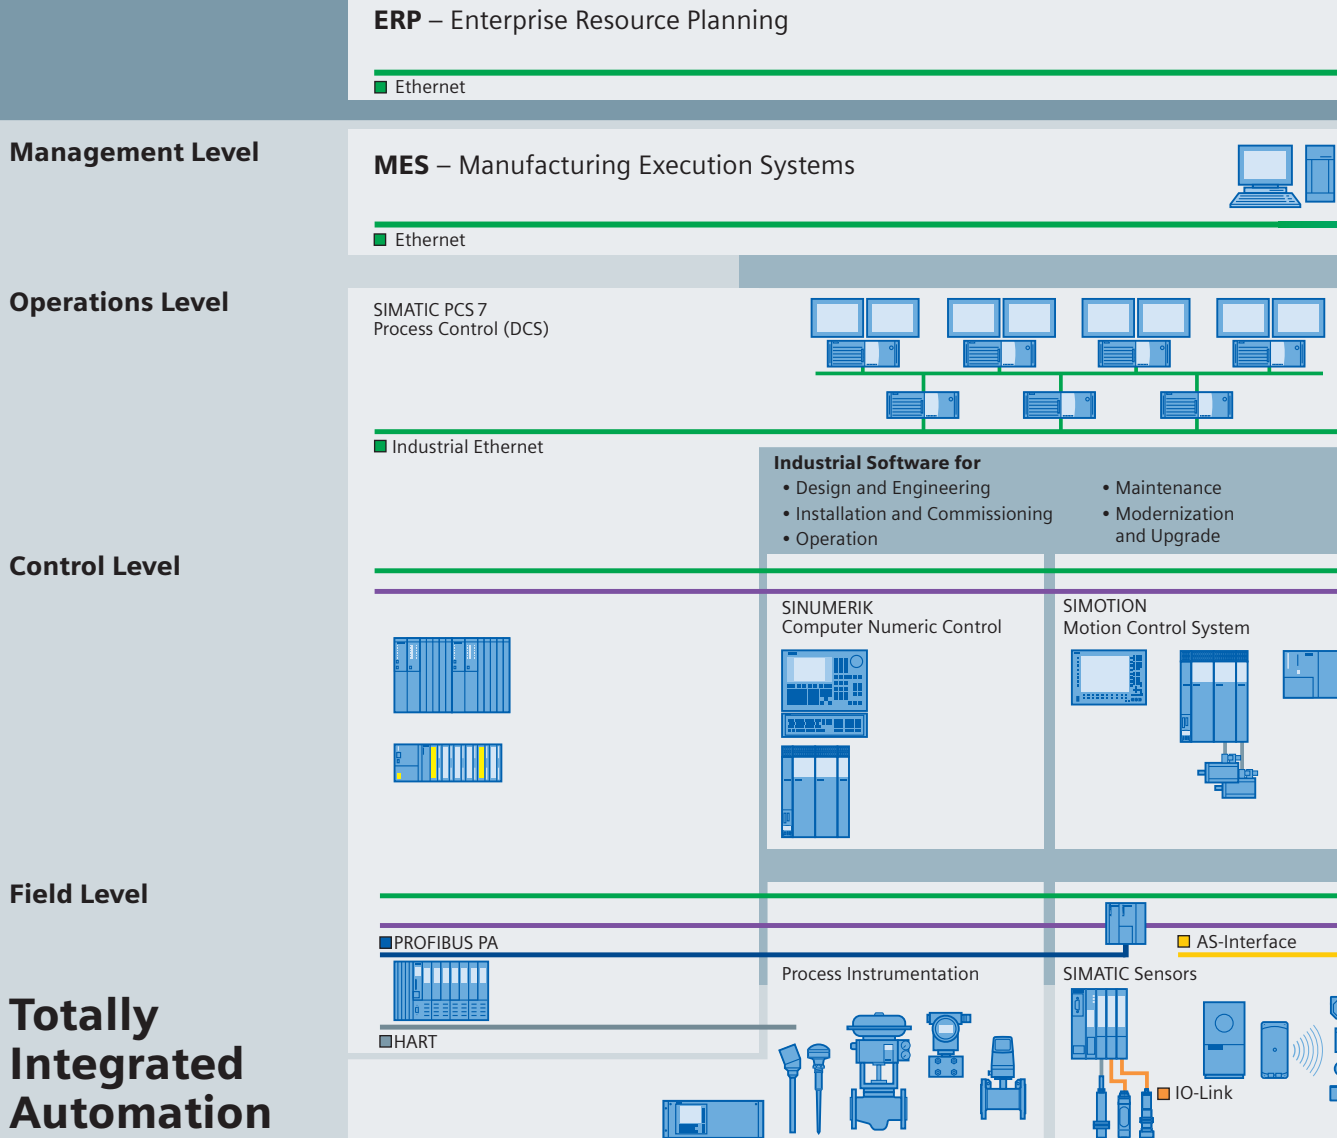 ERP – Enterprise Resource Planning
Ethernet
Management Level
MES – Manufacturing Execution Systems
Ethernet
Operations Level
SIMATIC PCS 7
Process Control (DCS)
Industrial Ethernet
Industrial Software for
• Design and Engineering
• Installation and Commissioning
• Operation
• Maintenance
• Modernization
and Upgrade
Control Level
SINUMERIK
Computer Numeric Control
SIMOTION
Motion Control System
Field Level
PROFIBUS PA
AS-Interface
Process Instrumentation
SIMATIC Sensors
HART
IO-Link
Totally
Integrated
Automation